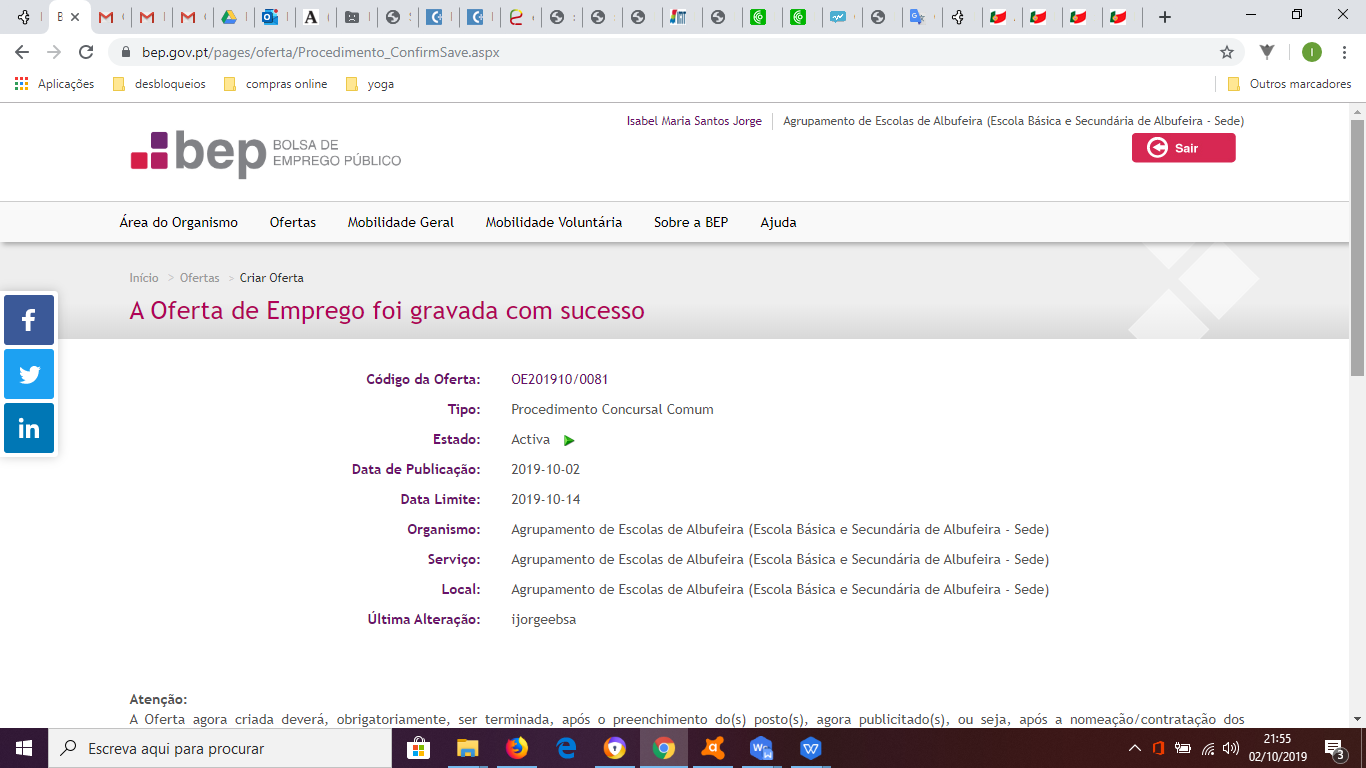 bep.gov.pt/pages/oferta/Procedimento_ConfirmSave.aspx
I
Aplicações
desbloqueios
compras online
yoga
Outros marcadores
Isabel Maria Santos Jorge
Agrupamento de Escolas de Albufeira (Escola Básica e Secundária de Albufeira - Sede)
bep BOLSA DE
EMPREGO PÚBLICO
Sair
Área do Organismo
Ofertas
Mobilidade Geral
Mobilidade Voluntária
Sobre a BEP
Ajuda
Início > Ofertas > Criar Oferta
A Oferta de Emprego foi gravada com sucesso
Código da Oferta: OE201910/0081
Tipo: Procedimento Concursal Comum
Estado: Activa
Data de Publicação: 2019-10-02
Data Limite: 2019-10-14
Organismo: Agrupamento de Escolas de Albufeira (Escola Básica e Secundária de Albufeira - Sede)
Serviço: Agrupamento de Escolas de Albufeira (Escola Básica e Secundária de Albufeira - Sede)
Local: Agrupamento de Escolas de Albufeira (Escola Básica e Secundária de Albufeira - Sede)
Última Alteração: ijorgeebsa
Atenção:
A Oferta agora criada deverá, obrigatoriamente, ser terminada, após o preenchimento do(s) posto(s), agora publicitado(s), ou seja, após a nomeação/contratação dos
Escreva aqui para procurar
21:55
02/10/2019
3